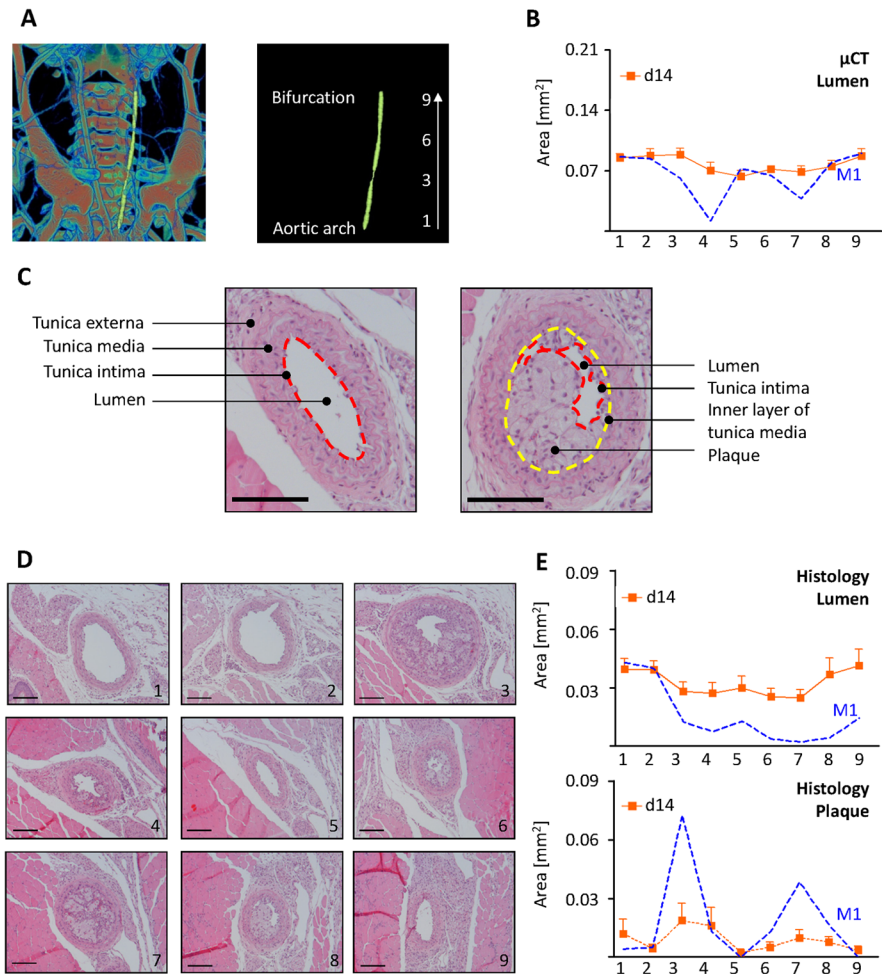 A
Bifurcation
9
6
3
Aortic arch
1
B
0.21
0.14
0.07
Area [mm²]
µCT
Lumen
d14
M1
1 2 3 4 5 6 7 8 9
C
Tunica externa
Tunica media
Tunica intima
Lumen
Lumen
Tunica intima
Inner layer of
tunica media
Plaque
D
1
2
3
4
5
6
7
8
9
E
0.09
0.06
0.03
Area [mm²]
Histology
Lumen
d14
M1
1 2 3 4 5 6 7 8 9
0.09
0.06
0.03
Area [mm²]
Histology
Plaque
d14
M1
1 2 3 4 5 6 7 8 9